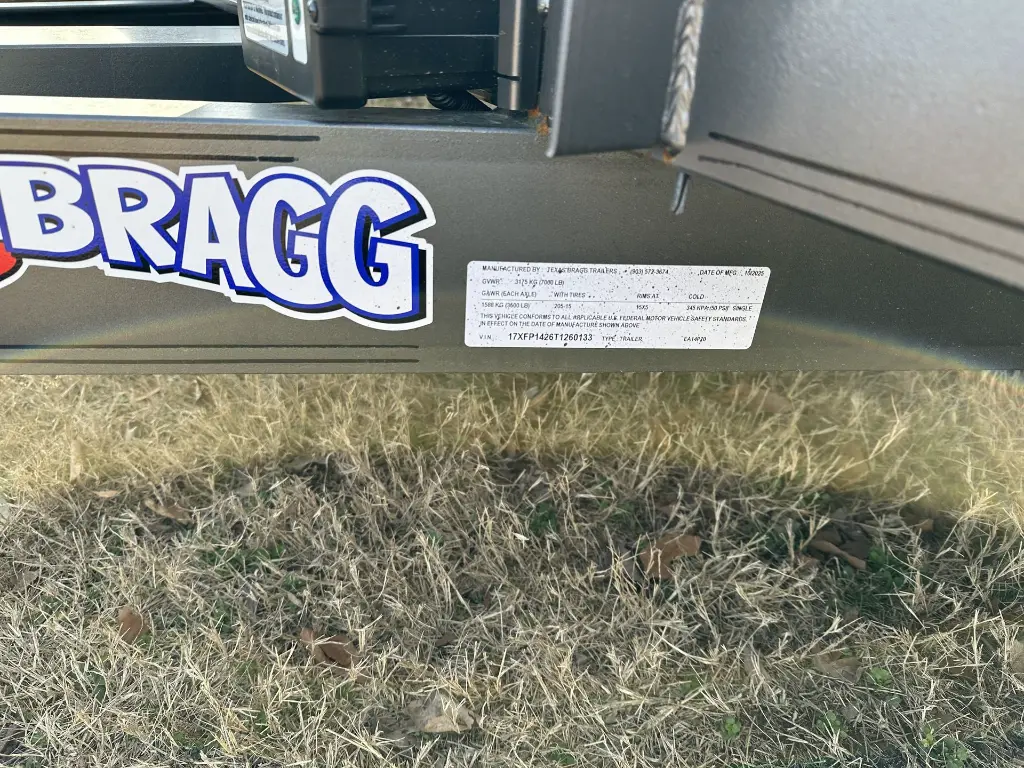 BRAGG
MANUFACTURED BY: TEXAS BRAGG TRAILERS (903) 572-3674 DATE OF MFG. 10/2025
GVWR 3175 KG (7000 LB)
GAWR (EACH AXLE) WITH TIRES RIMS AT COLD
1588 KG (3500 LB) 205-15 15X5 345 KPA (50 PSI) SINGLE
THIS VEHICLE CONFORMS TO ALL APPLICABLE U.S. FEDERAL MOTOR VEHICLE SAFETY STANDARDS
IN EFFECT ON THE DATE OF MANUFACTURE SHOWN ABOVE
V.I.N. 17XFP1426T1260133 TYPE: TRAILER EA14P20